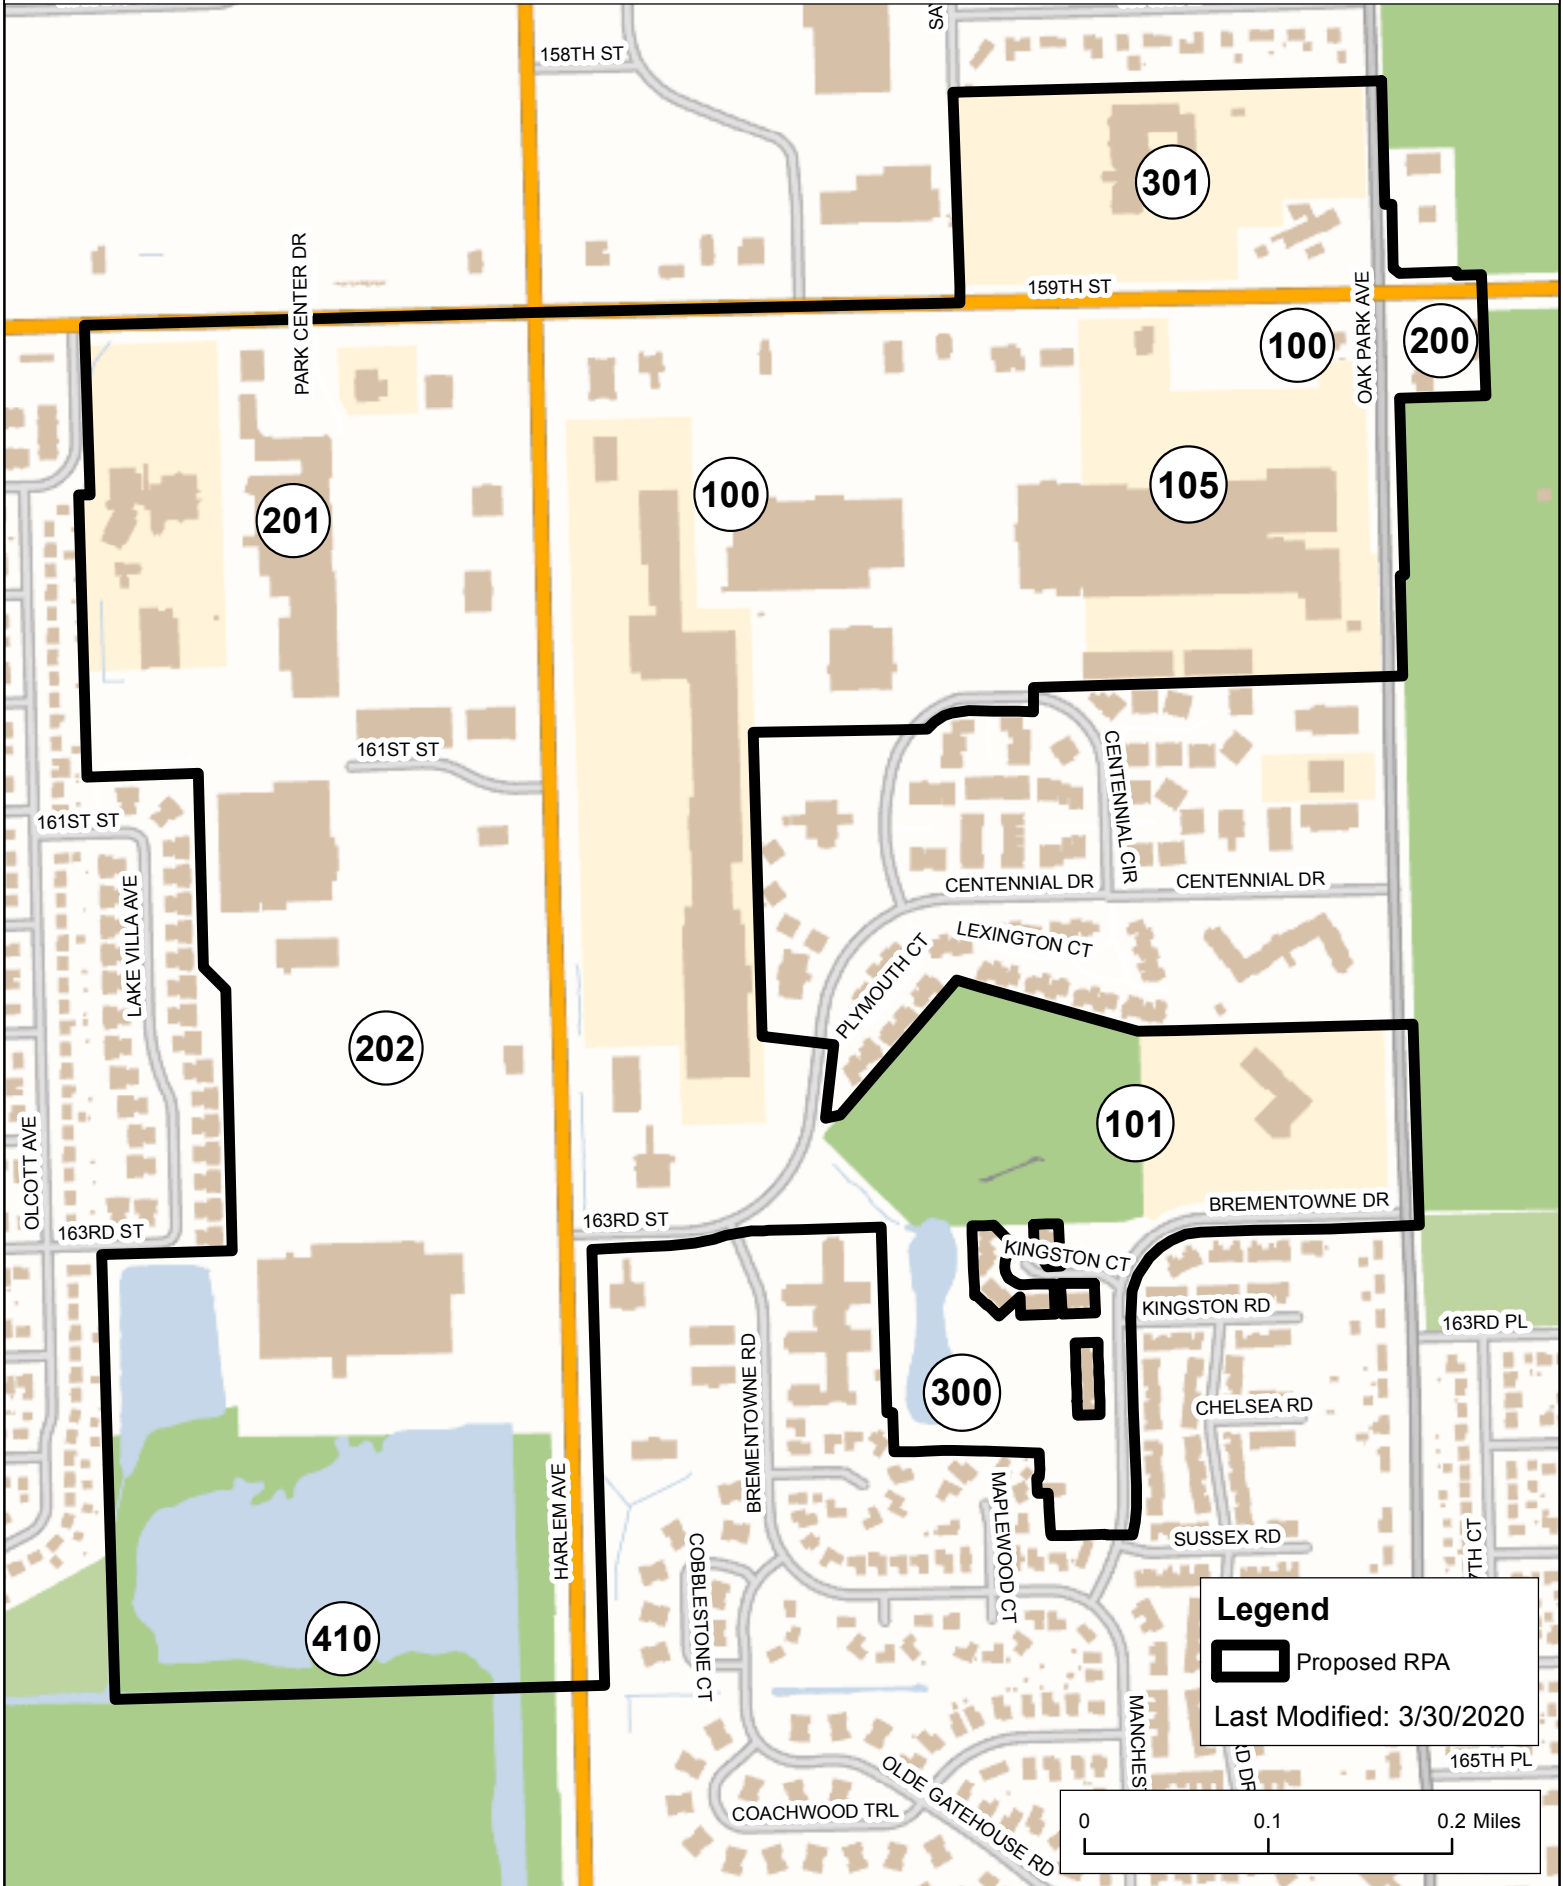 158TH ST
301
PARK CENTER DR
159TH ST
OAK PARK AVE
100
200
201
100
105
161ST ST
161ST ST
CENTENNIAL CIR
CENTENNIAL DR
CENTENNIAL DR
LAKE VILLA AVE
LEXINGTON CT
PLYMOUTH CT
202
101
OLCOTT AVE
163RD ST
163RD ST
BREMENTOWNE DR
KINGSTON CT
KINGSTON RD
163RD PL
BREMENTOWNE RD
300
CHELSEA RD
HARLEM AVE
MAPLEWOOD CT
COBBLESTONE CT
SUSSEX RD
410
Legend
Proposed RPA
Last Modified: 3/30/2020
165TH PL
OLDE GATEHOUSE RD
COACHWOOD TRL
0
0.1
0.2 Miles